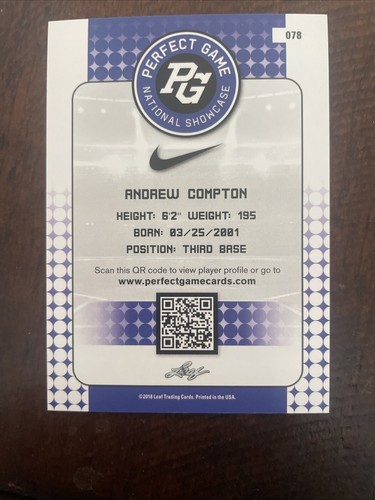 078
PERFECT GAME
PG
NATIONAL SHOWCASE
ANDREW COMPTON
HEIGHT: 6'2" WEIGHT: 195
BORN: 03/25/2001
POSITION: THIRD BASE
Scan this QR code to view player profile or go to
www.perfectgamecards.com
Leaf
©2018 Leaf Trading Cards. Printed in the USA.